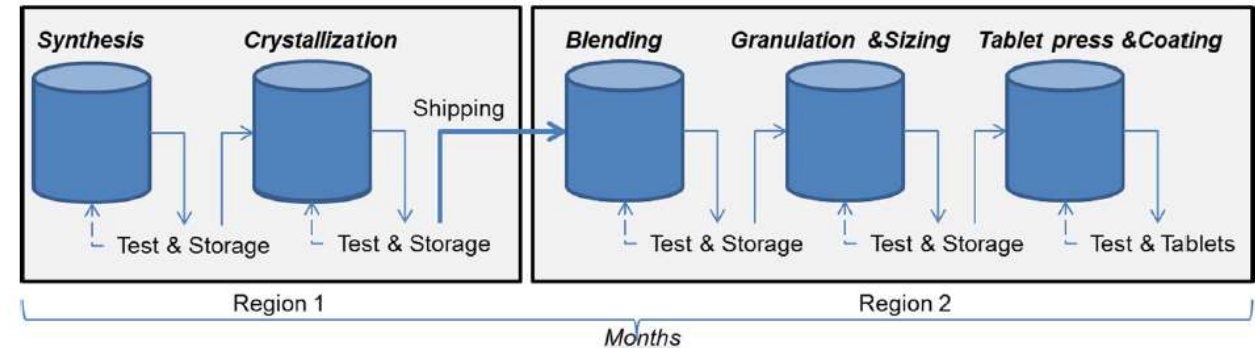 Synthesis Crystallization Blending Granulation &Sizing Tablet press &Coating
Shipping
Test & Storage Test & Storage Test & Storage Test & Storage Test & Tablets
Region 1 Region 2
Months